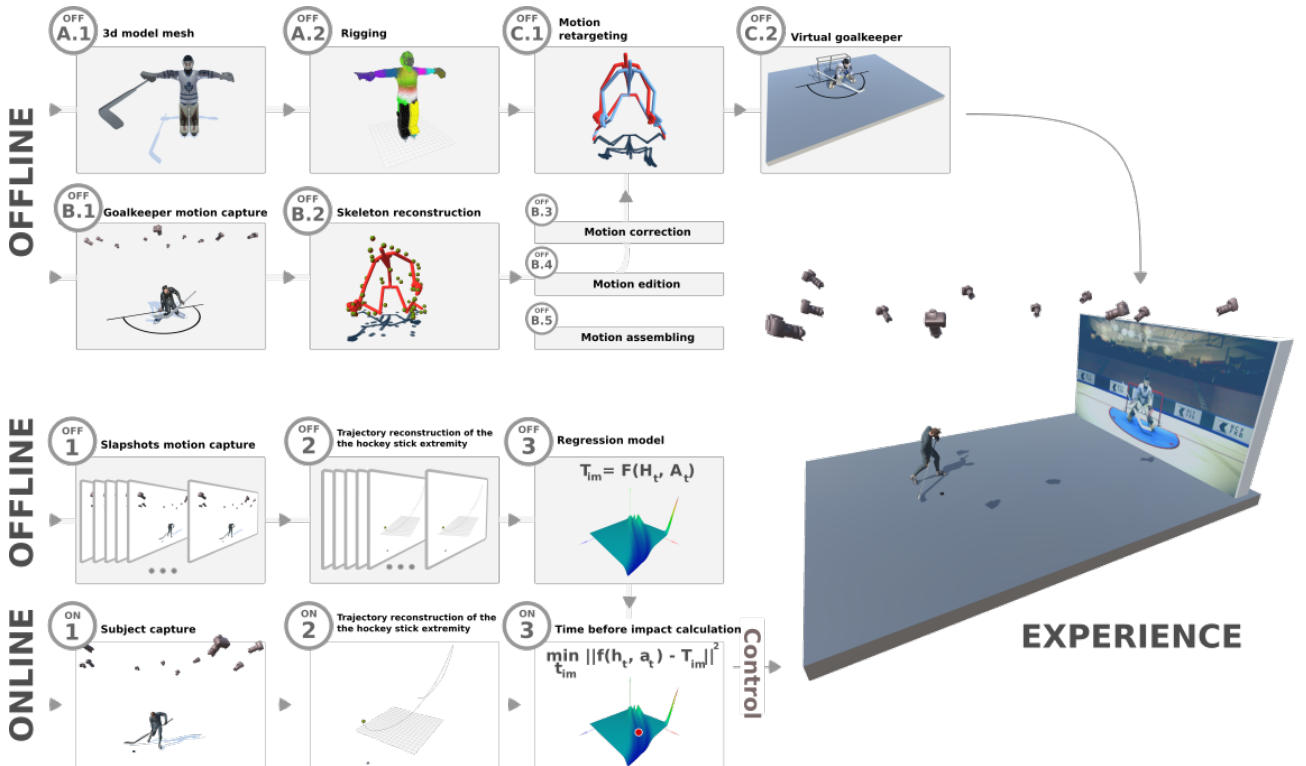 OFFLINE
OFF
A.1
3d model mesh
OFF
A.2
Rigging
OFF
C.1
Motion
retargeting
OFF
C.2
Virtual goalkeeper
OFF
B.1
Goalkeeper motion capture
OFF
B.2
Skeleton reconstruction
OFF
B.3
Motion correction
OFF
B.4
Motion edition
OFF
B.5
Motion assembling
OFFLINE
OFF
1
Slapshots motion capture
OFF
2
Trajectory reconstruction of the
the hockey stick extremity
OFF
3
Regression model
T_im = F(H_t, A_t)
ONLINE
ON
1
Subject capture
ON
2
Trajectory reconstruction of the
the hockey stick extremity
ON
3
Time before impact calculation
min ||f(h_t, a_t) - T_im||²
t_im
Control
EXPERIENCE